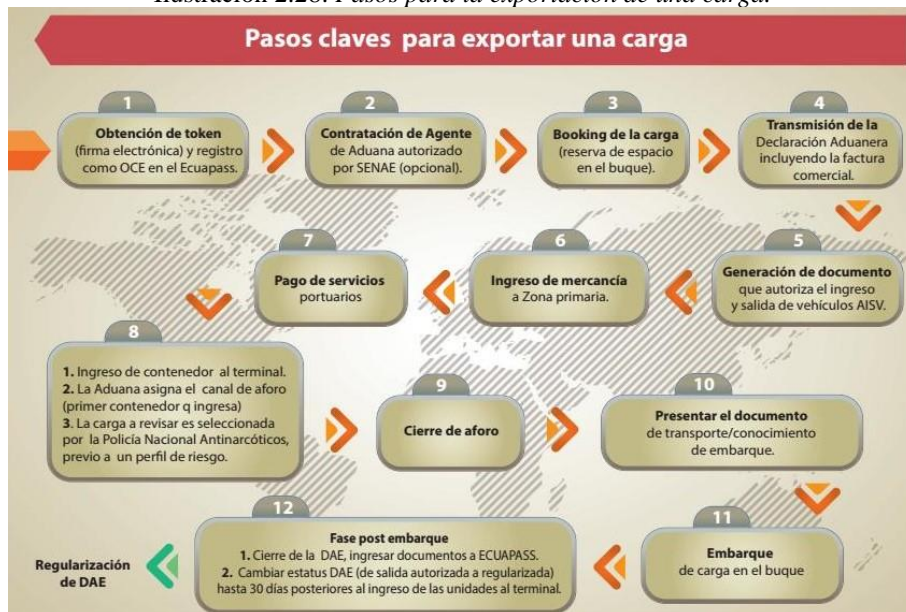 Ilustración 2.28. Pasos para la exportación de una carga.
Pasos claves para exportar una carga
1
Obtención de token
(firma electrónica) y registro
como OCE en el Ecuapass.
2
Contratación de Agente
de Aduana autorizado
por SENAE (opcional).
3
Booking de la carga
(reserva de espacio
en el buque).
4
Transmisión de la
Declaración Aduanera
incluyendo la factura
comercial.
5
Generación de documento
que autoriza el ingreso
y salida de vehículos AISV.
6
Ingreso de mercancía
a Zona primaria.
7
Pago de servicios
portuarios
8
1. Ingreso de contenedor al terminal.
2. La Aduana asigna el canal de aforo
(primer contenedor q ingresa)
3. La carga a revisar es seleccionada
por la Policía Nacional Antinarcóticos,
previo a un perfil de riesgo.
9
Cierre de aforo
10
Presentar el documento
de transporte/conocimiento
de embarque.
11
Embarque
de carga en el buque
12
Fase post embarque
1. Cierre de la DAE, ingresar documentos a ECUAPASS.
2. Cambiar estatus DAE (de salida autorizada a regularizada)
hasta 30 días posteriores al ingreso de las unidades al terminal.
Regularización
de DAE